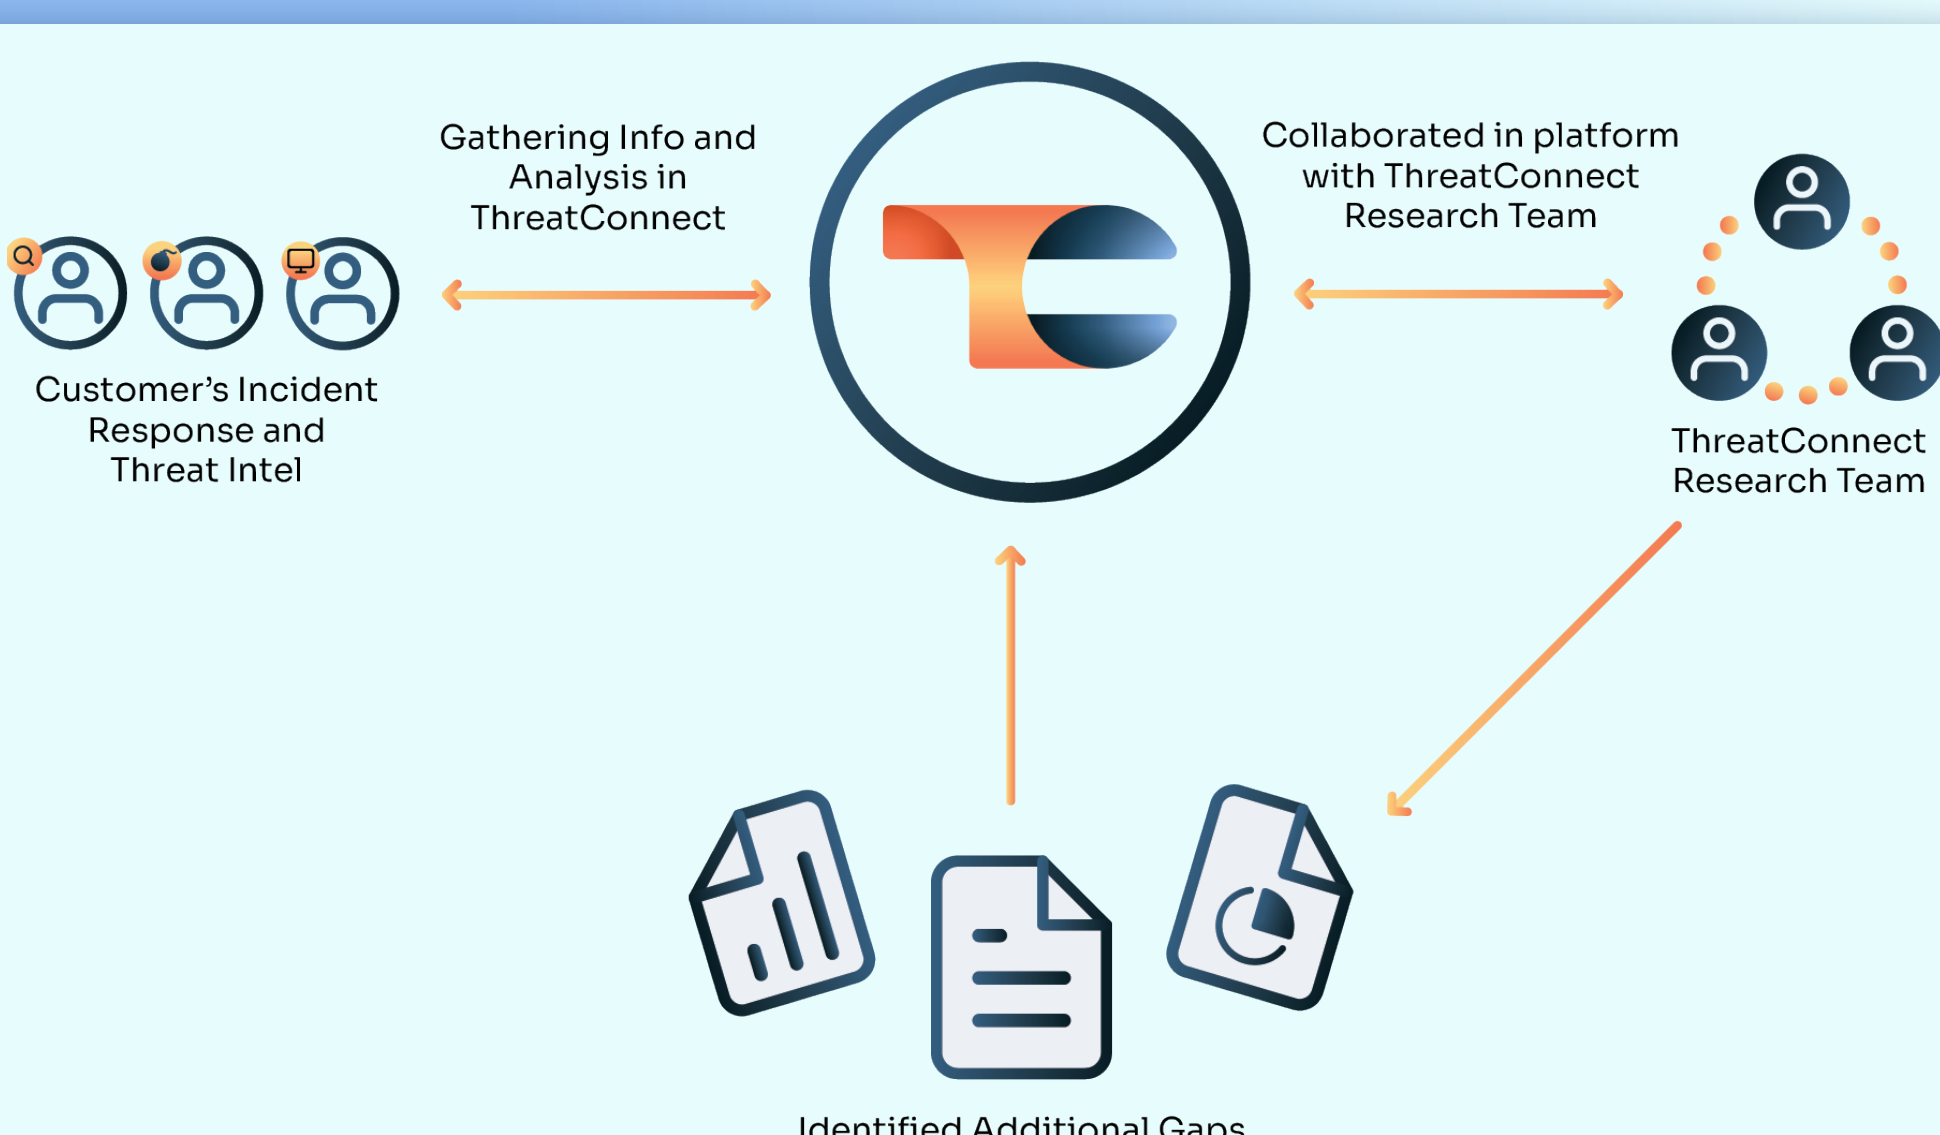 Gathering Info and
Analysis in
ThreatConnect
Collaborated in platform
with ThreatConnect
Research Team
Customer’s Incident
Response and
Threat Intel
ThreatConnect
Research Team
Identified Additional Gaps